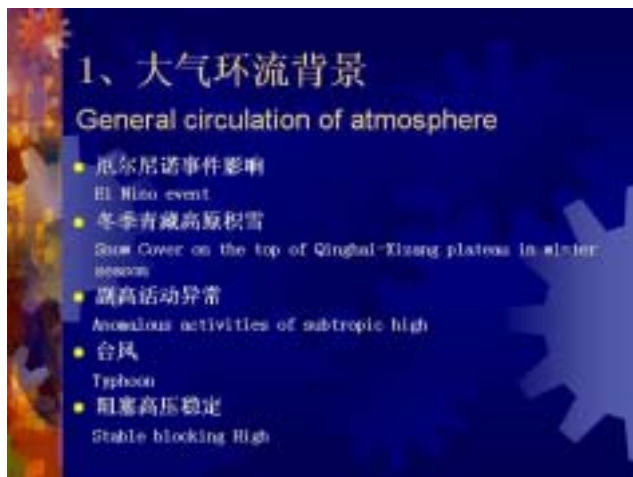 1、大气环流背景
General circulation of atmosphere
厄尔尼诺事件影响
El Nino event
冬季青藏高原积雪
Snow Cover on the top of Qinghai-Xizang plateau in winter
season
副高活动异常
Anomalous activities of subtropic high
台风
Typhoon
阻塞高压稳定
Stable blocking High